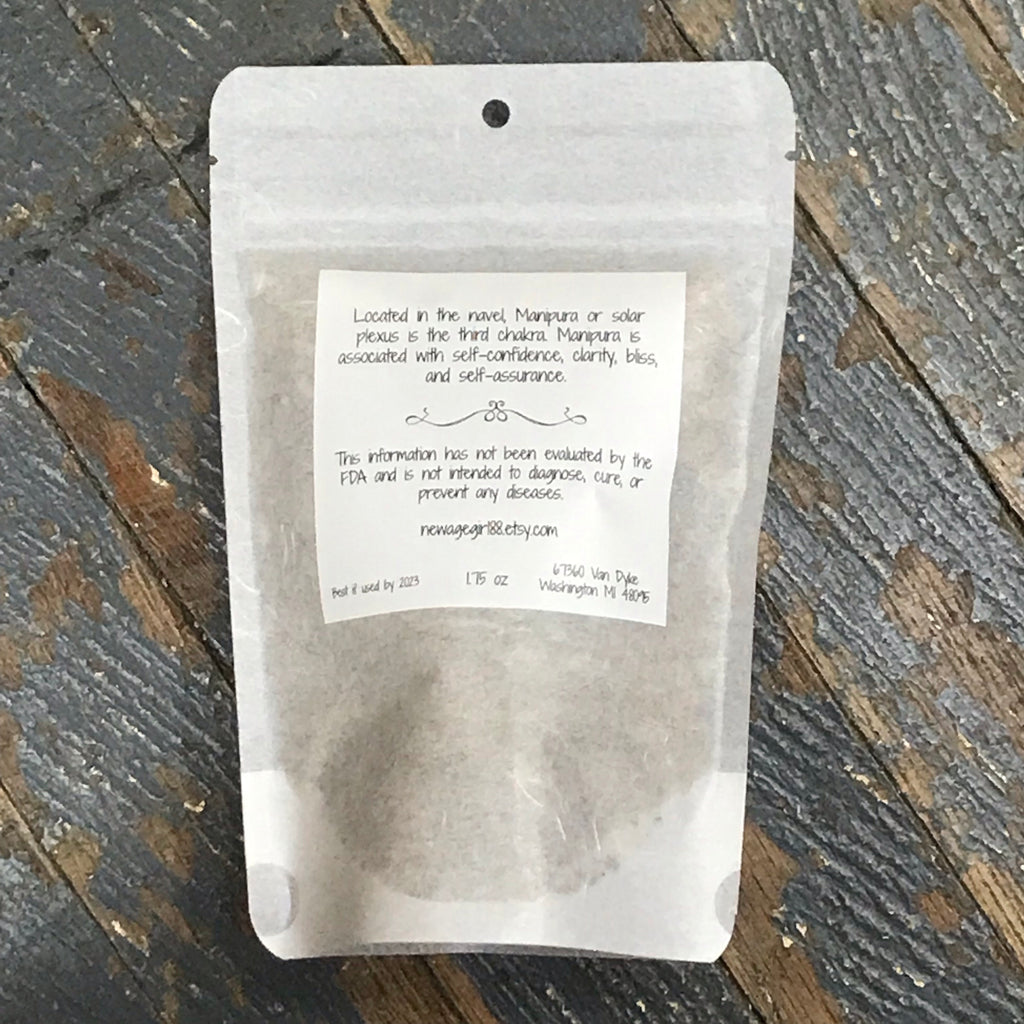 Located in the navel, Manipura or solar
plexus is the third chakra. Manipura is
associated with self-confidence, clarity, bliss,
and self-assurance.
This information has not been evaluated by the
FDA and is not intended to diagnose, cure, or
prevent any diseases.
newagegirl88.etsy.com
Best if used by 2023
1.75 oz
67360 Van Dyke
Washington MI 48095